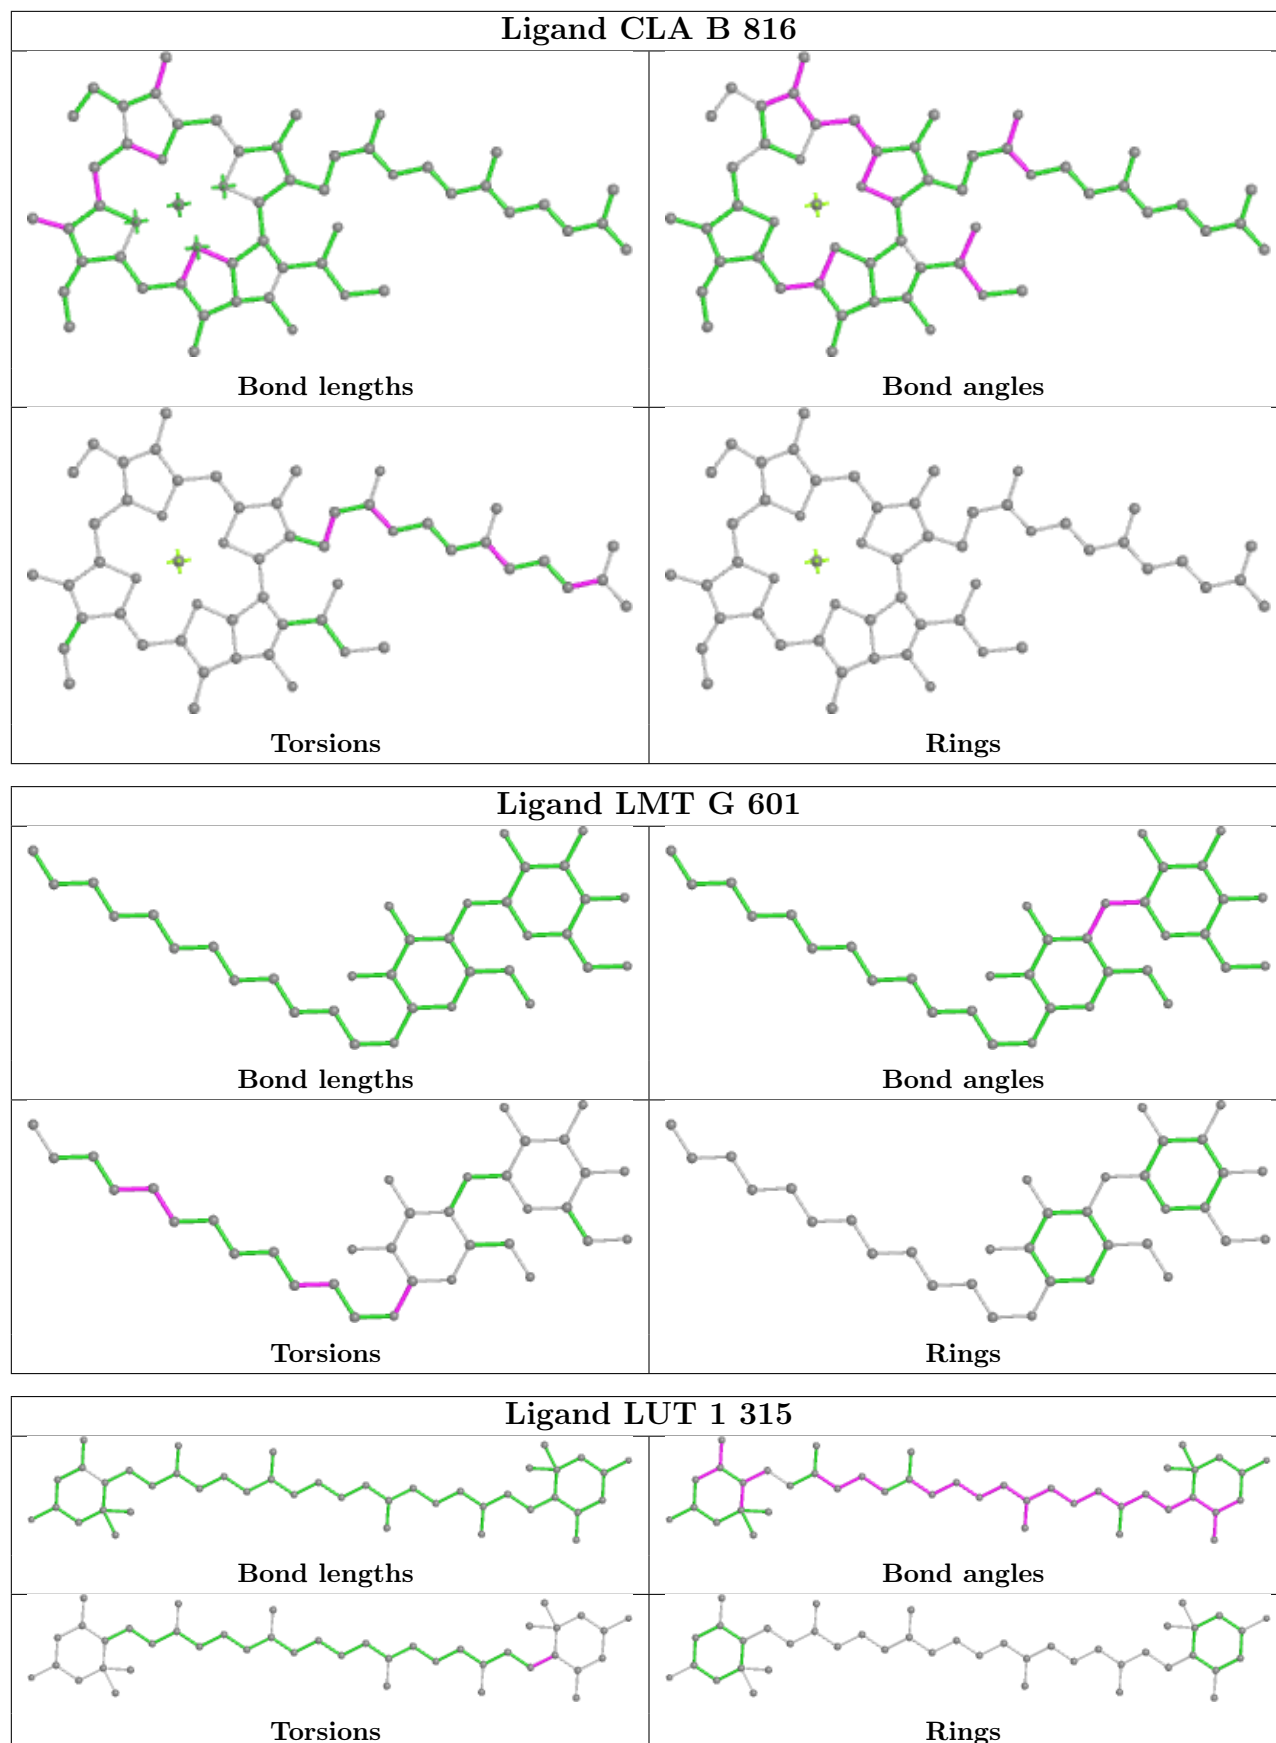 Ligand CLA B 816
Bond lengths
Bond angles
Torsions
Rings
Ligand LMT G 601
Bond lengths
Bond angles
Torsions
Rings
Ligand LUT 1 315
Bond lengths
Bond angles
Torsions
Rings